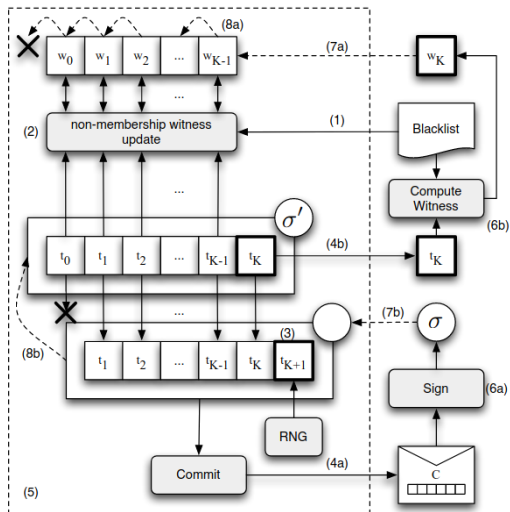 (8a)
w0 w1 w2 ... wK-1
(7a)
wK
...
(1)
Blacklist
(2)
non-membership witness
update
...
Compute
Witness
(6b)
σ′
t0 t1 t2 ... tK-1 tK
(4b)
tK
...
(7b)
σ
(3)
(8b)
t1 t2 ... tK-1 tK tK+1
Sign
(6a)
RNG
Commit
(4a)
C
(5)